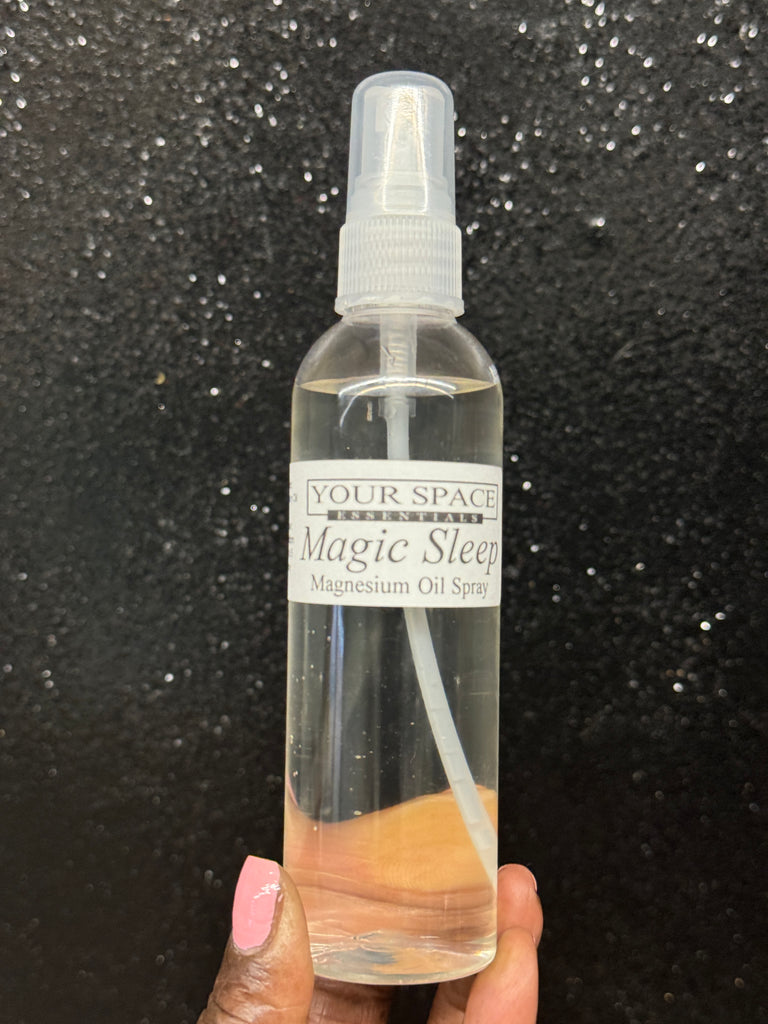 YOUR SPACE
ESSENTIALS
Magic Sleep
Magnesium Oil Spray